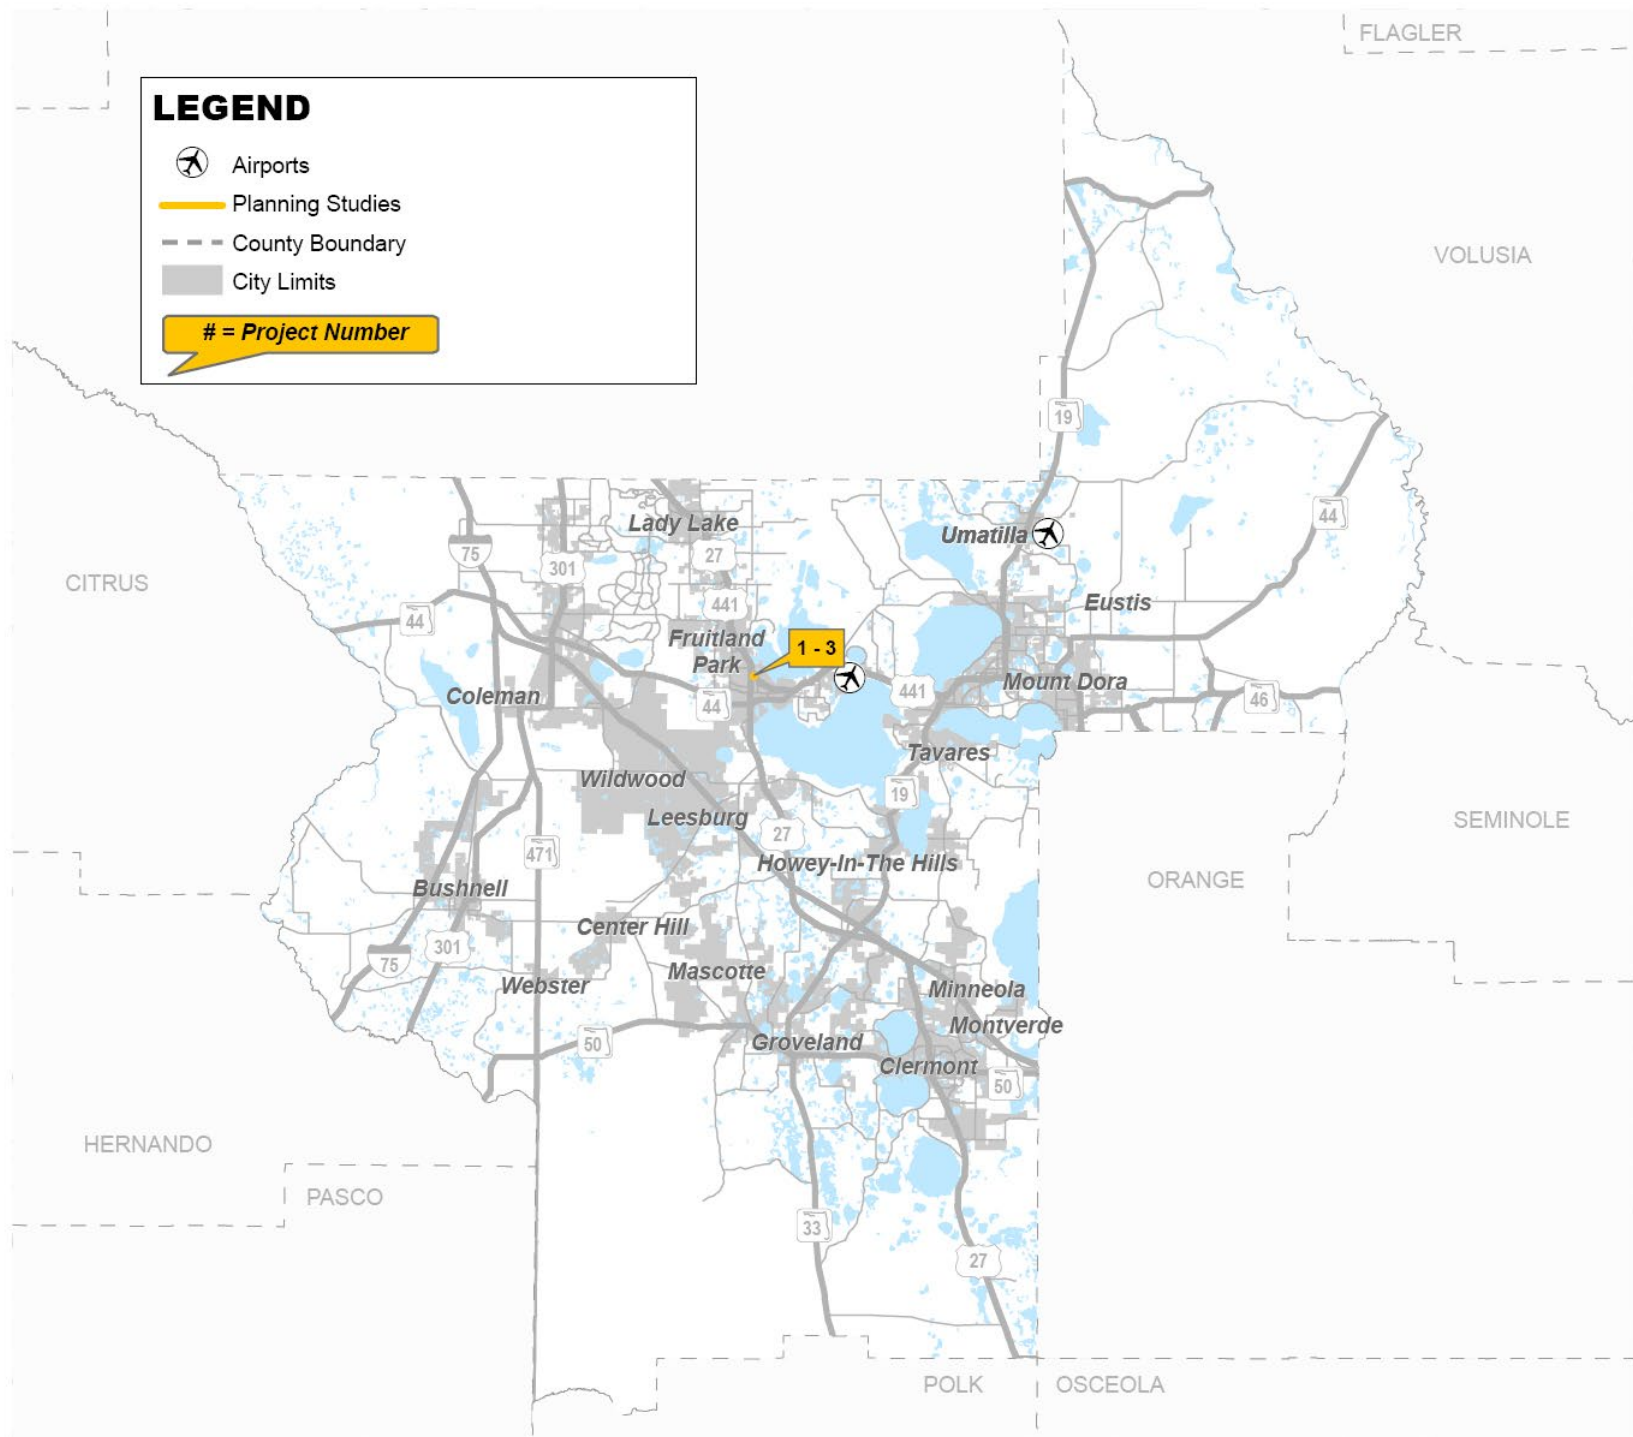 FLAGLER
LEGEND
Airports
Planning Studies
County Boundary
City Limits
# = Project Number
VOLUSIA
19
44
Lady Lake
Umatilla
27
75
301
CITRUS
441
Eustis
44
Fruitland
Park
1 - 3
Coleman
44
441
Mount Dora
46
Tavares
Wildwood
19
Leesburg
27
SEMINOLE
471
Howey-In-The Hills
Bushnell
ORANGE
Center Hill
301
75
Mascotte
Webster
Minneola
Montverde
50
Groveland
Clermont
50
HERNANDO
PASCO
33
27
POLK
OSCEOLA